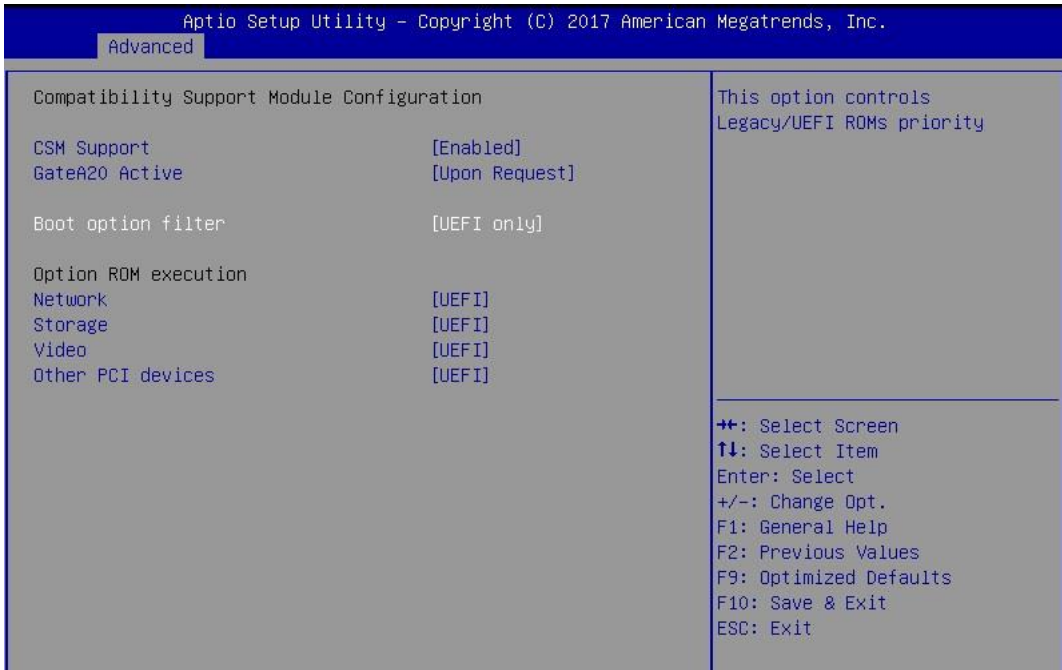 Aptio Setup Utility – Copyright (C) 2017 American Megatrends, Inc.
Advanced
Compatibility Support Module Configuration
CSM Support [Enabled]
GateA20 Active [Upon Request]
Boot option filter [UEFI only]
Option ROM execution
Network [UEFI]
Storage [UEFI]
Video [UEFI]
Other PCI devices [UEFI]
This option controls
Legacy/UEFI ROMs priority
→←: Select Screen
↑↓: Select Item
Enter: Select
+/-: Change Opt.
F1: General Help
F2: Previous Values
F9: Optimized Defaults
F10: Save & Exit
ESC: Exit